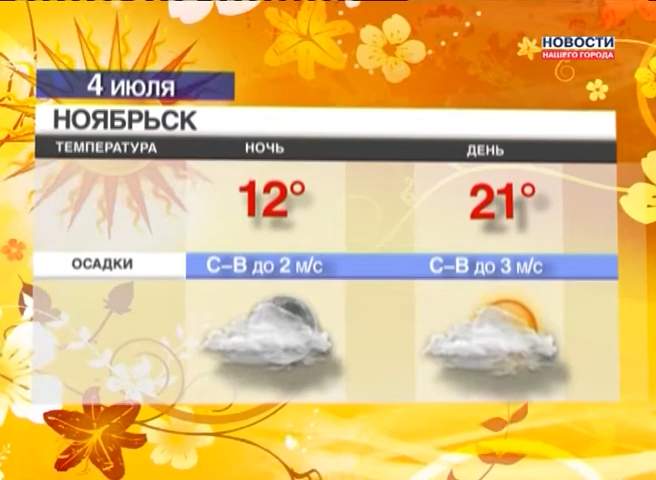 НОВОСТИ
НАШЕГО ГОРОДА
4 ИЮЛЯ
НОЯБРЬСК
ТЕМПЕРАТУРА НОЧЬ ДЕНЬ
12° 21°
ОСАДКИ С–В до 2 м/с С–В до 3 м/с